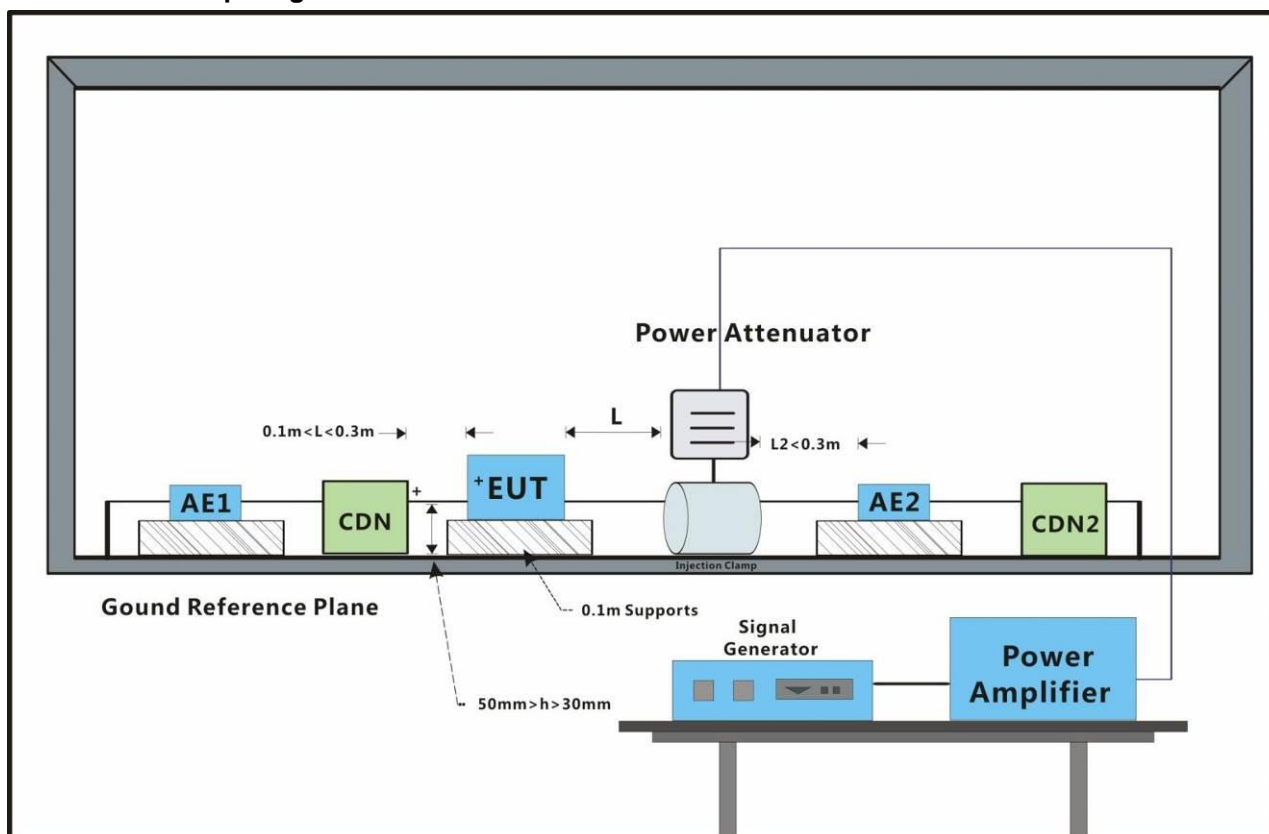 Power Attenuator
0.1m<L<0.3m
L
L2<0.3m
AE1
CDN
+
+EUT
AE2
CDN2
Injection Clamp
Gound Reference Plane
0.1m Supports
50mm>h>30mm
Signal
Generator
Power
Amplifier